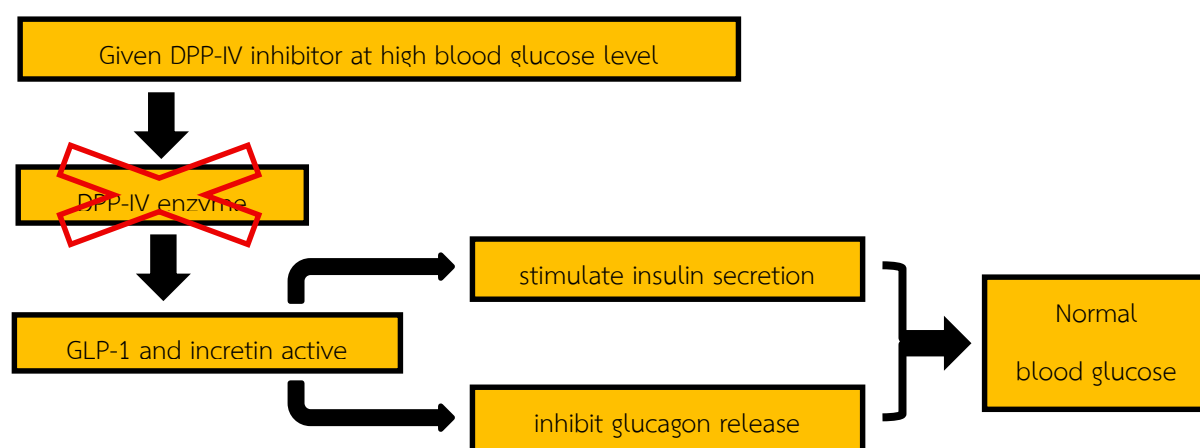 Given DPP-IV inhibitor at high blood glucose level
DPP-IV enzyme
GLP-1 and incretin active
stimulate insulin secretion
inhibit glucagon release
Normal
blood glucose